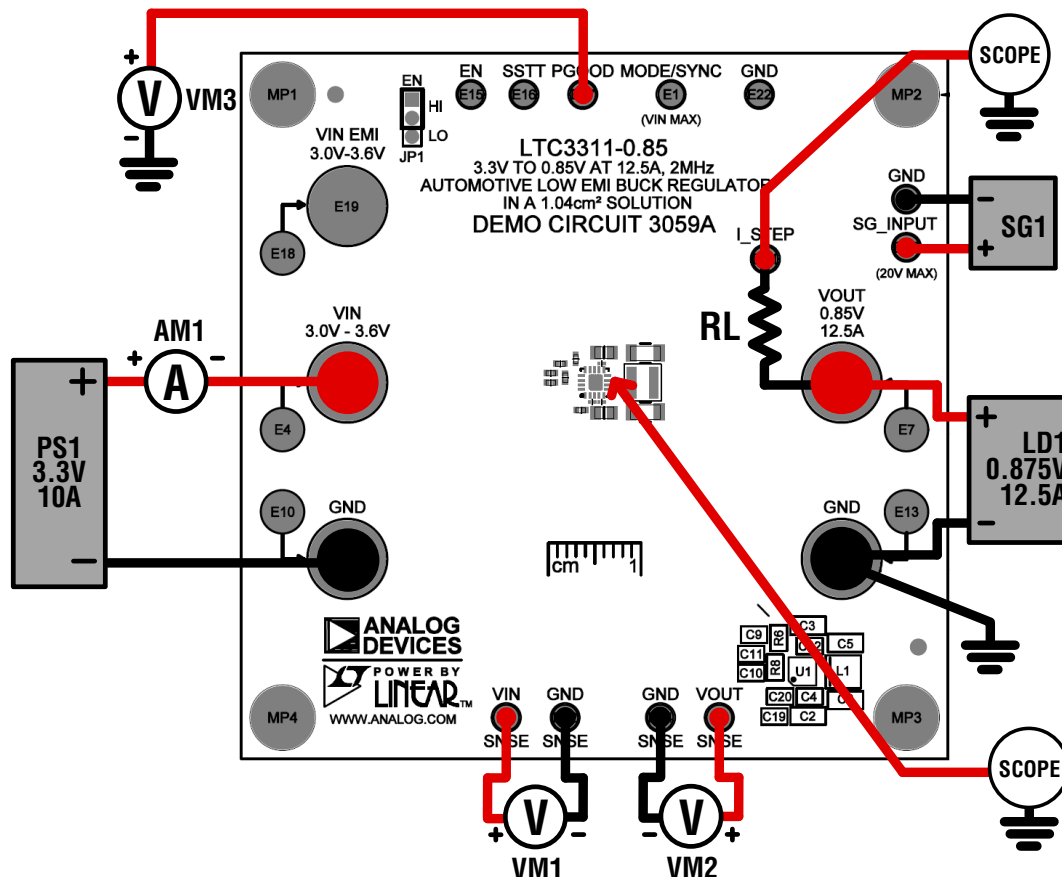 SCOPE
+
V
VM3
-
MP1
EN
HI
LO
JP1
EN
SSTT
PGOOD
MODE/SYNC
GND
E15
E16
E1
E22
(VIN MAX)
MP2
VIN EMI
3.0V-3.6V
E19
E18
LTC3311-0.85
3.3V TO 0.85V AT 12.5A, 2MHz
AUTOMOTIVE LOW EMI BUCK REGULATOR
IN A 1.04cm² SOLUTION
DEMO CIRCUIT 3059A
GND
SG_INPUT
(20V MAX)
-
+
SG1
I_STEP
RL
VOUT
0.85V
12.5A
VIN
3.0V - 3.6V
AM1
+
A
-
+
PS1
3.3V
10A
-
E4
E7
+
LD1
0.875V
12.5A
-
E10
GND
GND
E13
cm
1
ANALOG
DEVICES
POWER BY
LINEAR™
WWW.ANALOG.COM
C9
R6
C3
C5
C11
C10
R8
U1
L1
C20
C4
C19
C2
MP4
VIN
GND
GND
VOUT
SNSE
SNSE
SNSE
SNSE
MP3
SCOPE
+
V
-
VM1
-
V
+
VM2